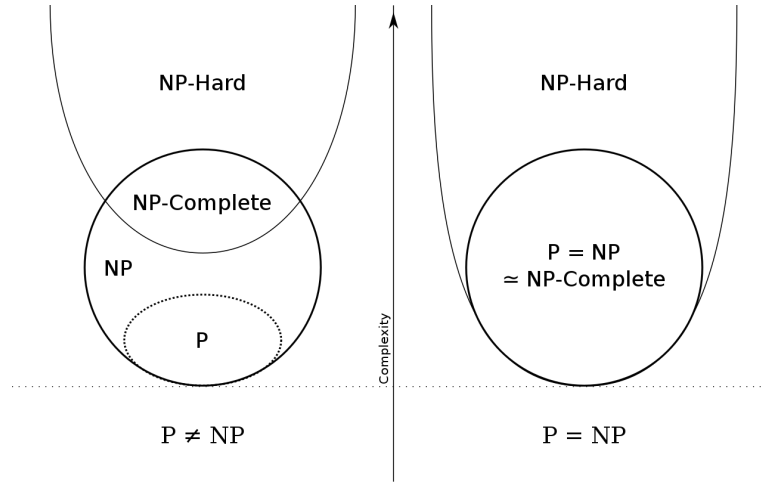 NP-Hard
NP-Complete
NP
P
P ≠ NP
Complexity
NP-Hard
P = NP
≃ NP-Complete
P = NP